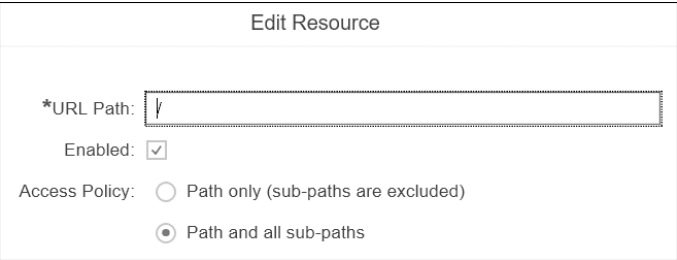 Edit Resource
*URL Path: /
Enabled:
Access Policy: Path only (sub-paths are excluded)
Path and all sub-paths